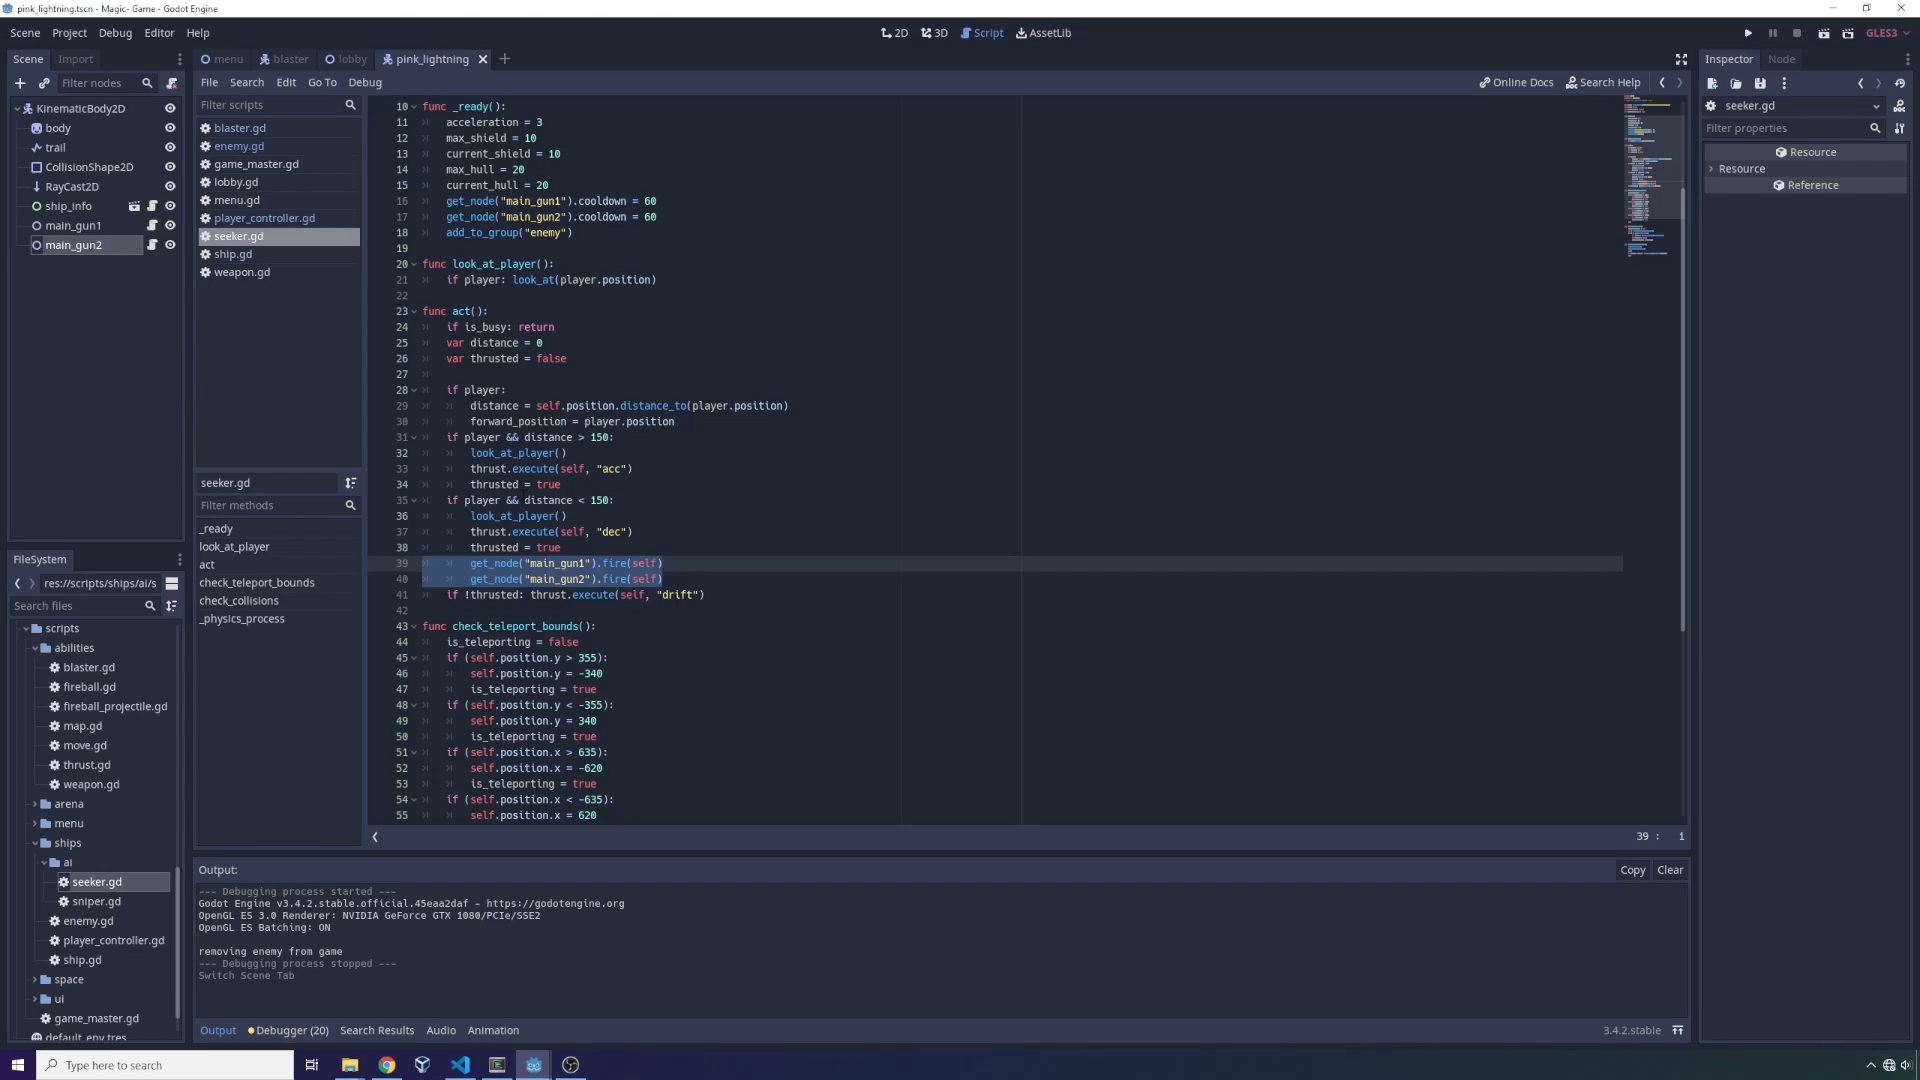 pink_lightning.tscn - Magic- Game - Godot Engine
Scene Project Debug Editor Help
2D 3D Script AssetLib
GLES3
Scene Import
menu blaster lobby pink_lightning
Inspector Node
Filter nodes
File Search Edit Go To Debug
Online Docs Search Help
KinematicBody2D
body
trail
CollisionShape2D
RayCast2D
ship_info
main_gun1
main_gun2
Filter scripts
blaster.gd
enemy.gd
game_master.gd
lobby.gd
menu.gd
player_controller.gd
seeker.gd
ship.gd
weapon.gd
seeker.gd
Filter methods
_ready
look_at_player
act
check_teleport_bounds
check_collisions
_physics_process
10 func _ready():
11 acceleration = 3
12 max_shield = 10
13 current_shield = 10
14 max_hull = 20
15 current_hull = 20
16 get_node("main_gun1").cooldown = 60
17 get_node("main_gun2").cooldown = 60
18 add_to_group("enemy")
19
20 func look_at_player():
21 if player: look_at(player.position)
22
23 func act():
24 if is_busy: return
25 var distance = 0
26 var thrusted = false
27
28 if player:
29 distance = self.position.distance_to(player.position)
30 forward_position = player.position
31 if player && distance > 150:
32 look_at_player()
33 thrust.execute(self, "acc")
34 thrusted = true
35 if player && distance < 150:
36 look_at_player()
37 thrust.execute(self, "dec")
38 thrusted = true
39 get_node("main_gun1").fire(self)
40 get_node("main_gun2").fire(self)
41 if !thrusted: thrust.execute(self, "drift")
42
43 func check_teleport_bounds():
44 is_teleporting = false
45 if (self.position.y > 355):
46 self.position.y = -340
47 is_teleporting = true
48 if (self.position.y < -355):
49 self.position.y = 340
50 is_teleporting = true
51 if (self.position.x > 635):
52 self.position.x = -620
53 is_teleporting = true
54 if (self.position.x < -635):
55 self.position.x = 620
39 : 1
seeker.gd
Filter properties
Resource
Resource
Reference
FileSystem
res://scripts/ships/ai/s
Search files
scripts
abilities
blaster.gd
fireball.gd
fireball_projectile.gd
map.gd
move.gd
thrust.gd
weapon.gd
arena
menu
ships
ai
seeker.gd
sniper.gd
enemy.gd
player_controller.gd
ship.gd
space
ui
game_master.gd
default_env.tres
Output:
Copy Clear
--- Debugging process started ---
Godot Engine v3.4.2.stable.official.45eaa2daf - https://godotengine.org
OpenGL ES 3.0 Renderer: NVIDIA GeForce GTX 1080/PCIe/SSE2
OpenGL ES Batching: ON
removing enemy from game
--- Debugging process stopped ---
Switch Scene Tab
Output Debugger (20) Search Results Audio Animation
3.4.2.stable
Type here to search